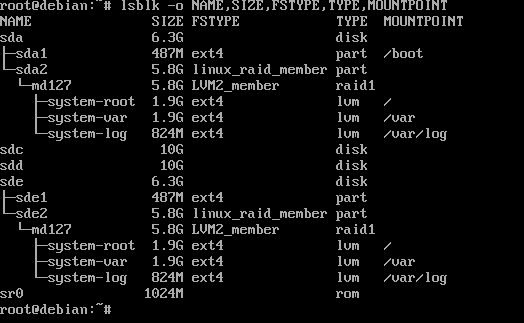 root@debian:~# lsblk -o NAME,SIZE,FSTYPE,TYPE,MOUNTPOINT
NAME                SIZE FSTYPE            TYPE  MOUNTPOINT
sda                 6.3G                   disk
├─sda1              487M ext4              part  /boot
└─sda2              5.8G linux_raid_member part
  └─md127           5.8G LVM2_member       raid1
    ├─system-root   1.9G ext4              lvm   /
    ├─system-var    1.9G ext4              lvm   /var
    └─system-log    824M ext4              lvm   /var/log
sdc                  10G                   disk
sdd                  10G                   disk
sde                 6.3G                   disk
├─sde1              487M ext4              part
└─sde2              5.8G linux_raid_member part
  └─md127           5.8G LVM2_member       raid1
    ├─system-root   1.9G ext4              lvm   /
    ├─system-var    1.9G ext4              lvm   /var
    └─system-log    824M ext4              lvm   /var/log
sr0                1024M                   rom
root@debian:~#